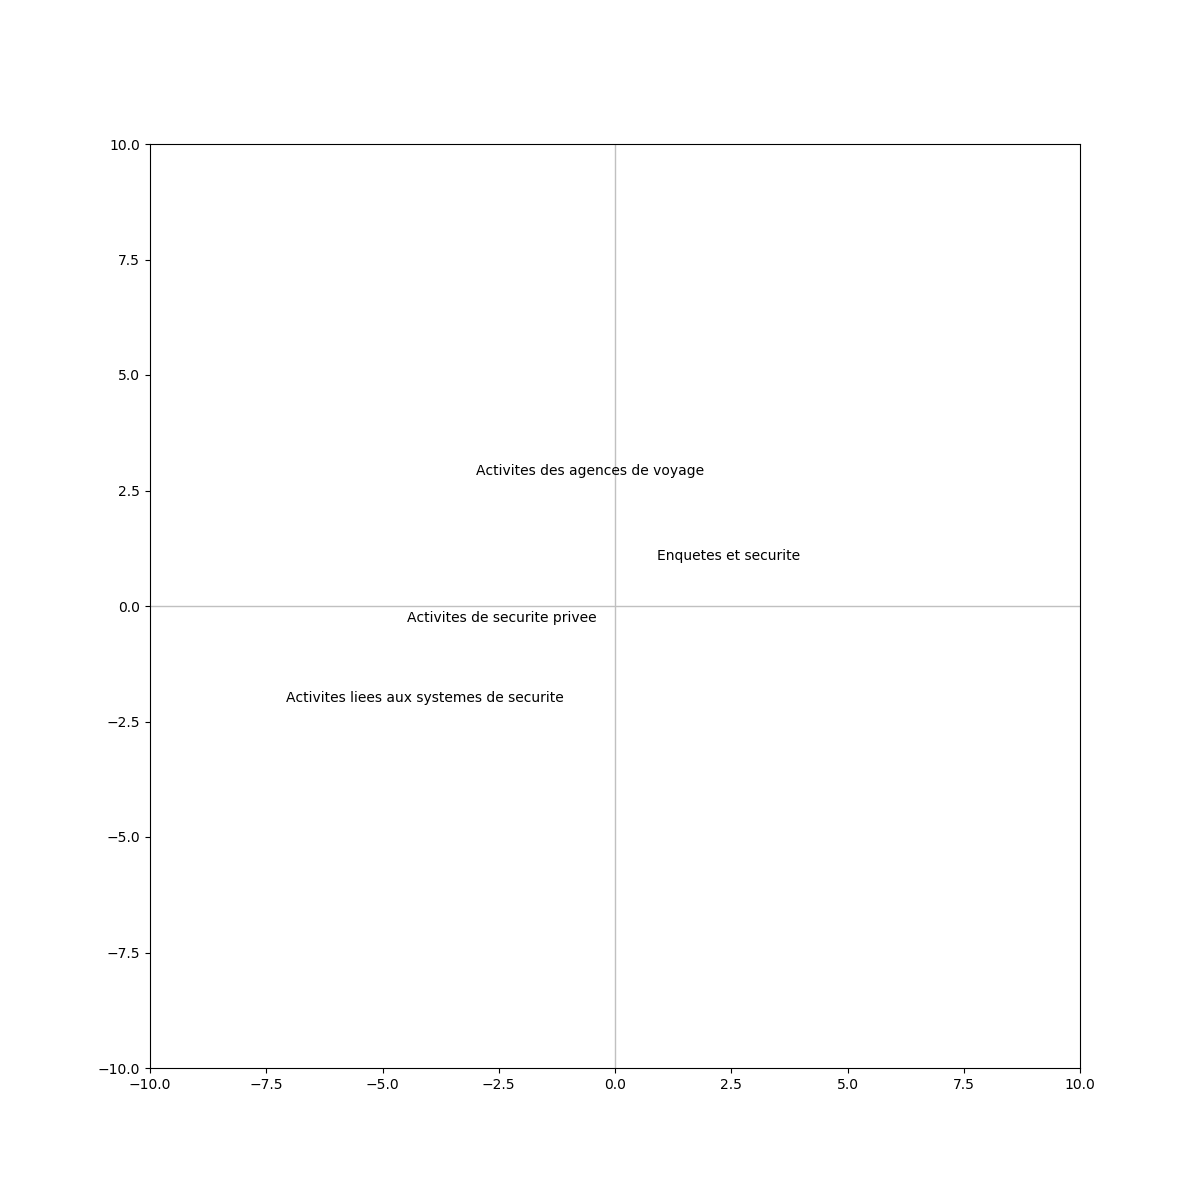 10.0
7.5
5.0
Activites des agences de voyage
2.5
Enquetes et securite
0.0
Activites de securite privee
Activites liees aux systemes de securite
−2.5
−5.0
−7.5
−10.0
−10.0 −7.5 −5.0 −2.5 0.0 2.5 5.0 7.5 10.0